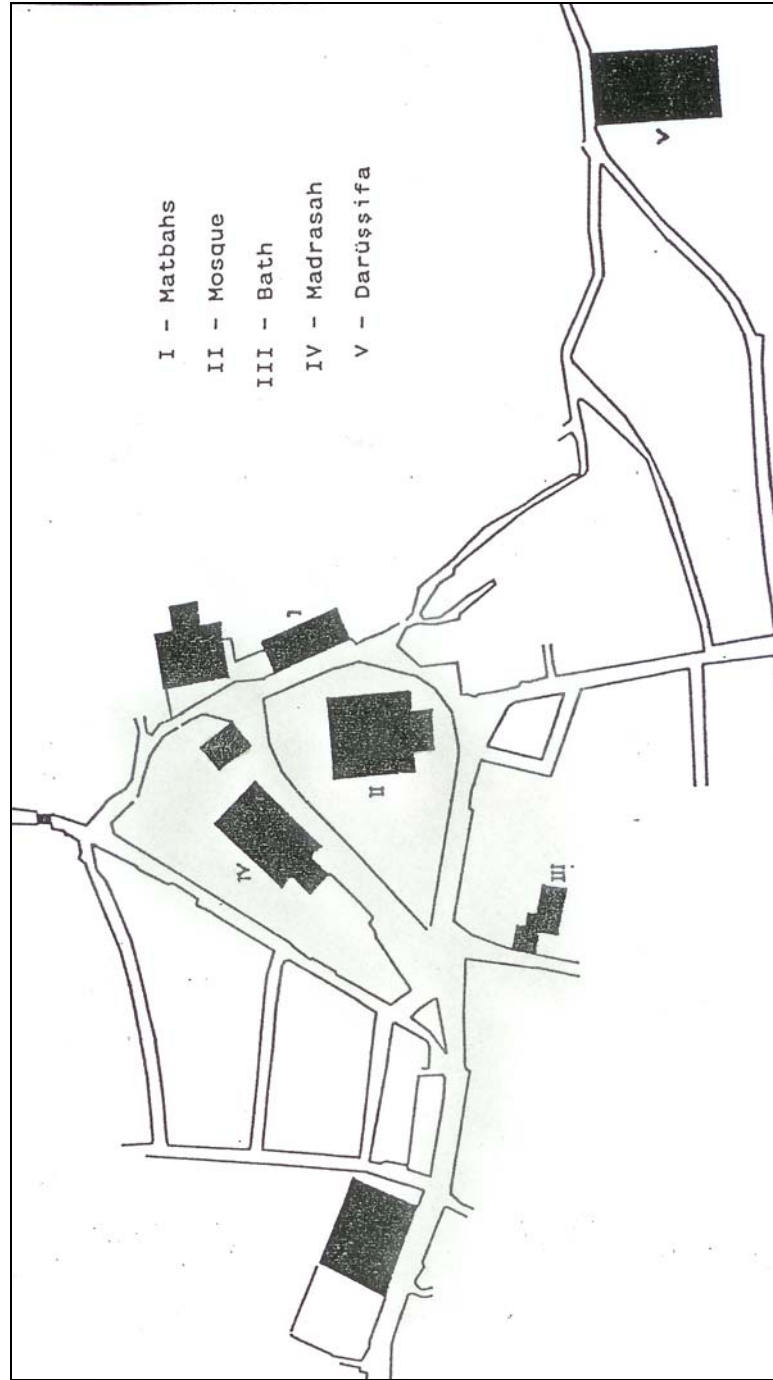 I - Matbahs
II - Mosque
III - Bath
IV - Madrasah
V - Darüşşifa
V
I
II
IV
III